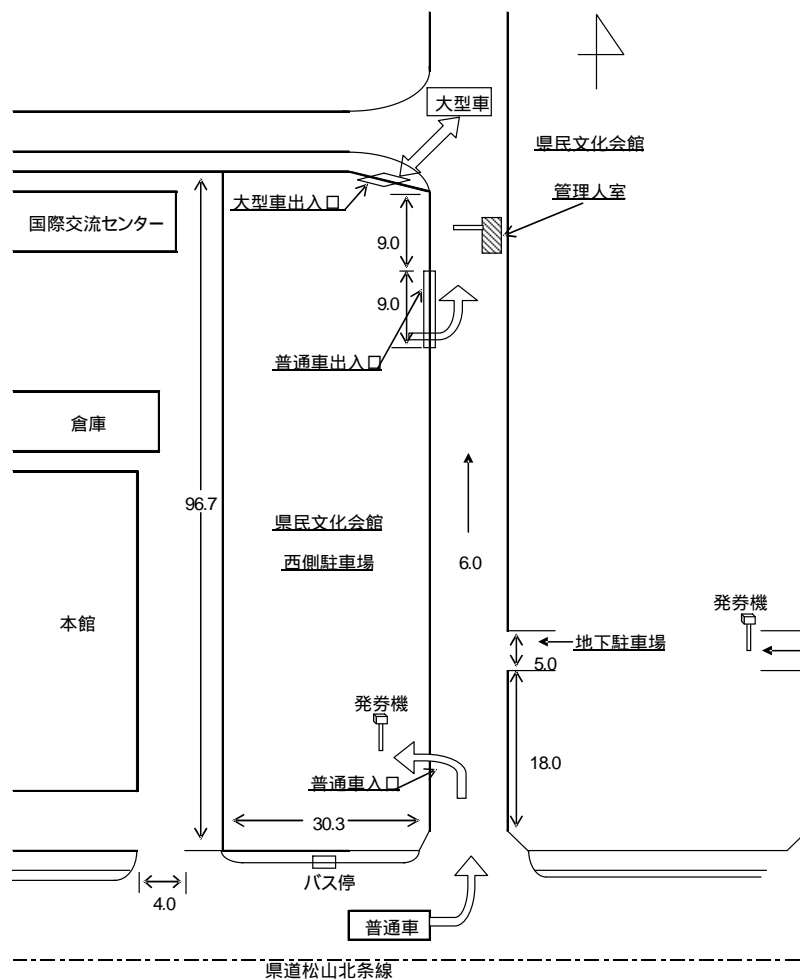 大型車
県民文化会館
管理人室
大型車出入口
国際交流センター
9.0
9.0
普通車出入口
倉庫
96.7
県民文化会館
西側駐車場
6.0
本館
発券機
地下駐車場
5.0
発券機
18.0
普通車入口
30.3
バス停
4.0
普通車
県道松山北条線